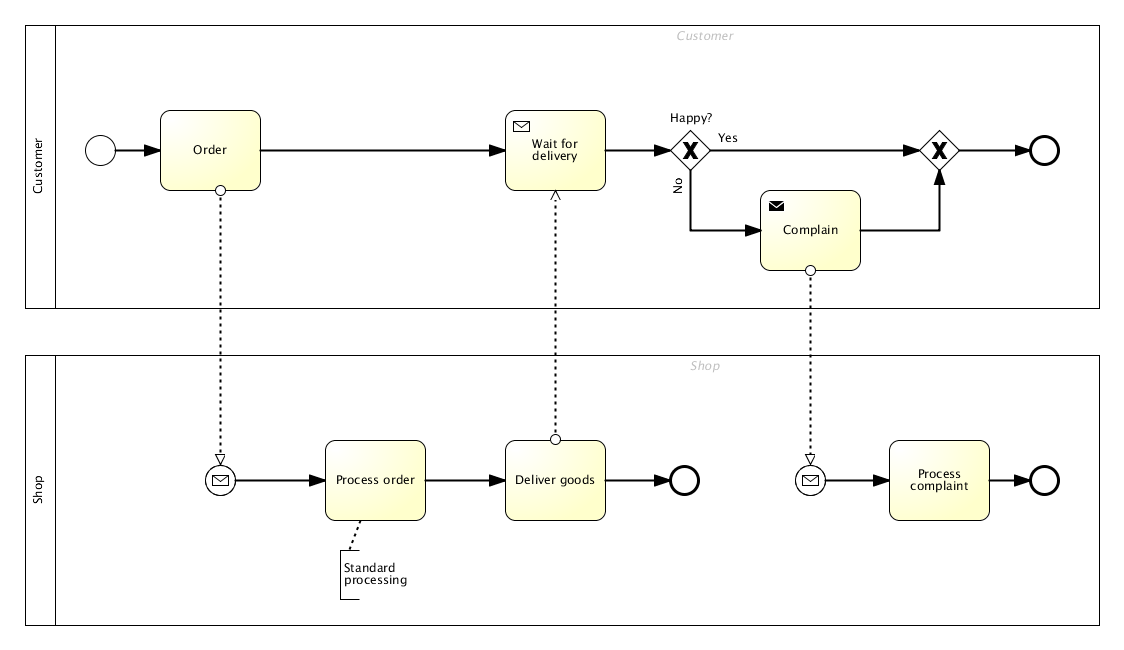 Customer
Customer
Happy?
Yes
Order
Wait for
delivery
No
Complain
Shop
Shop
Process order
Deliver goods
Process
complaint
Standard
processing